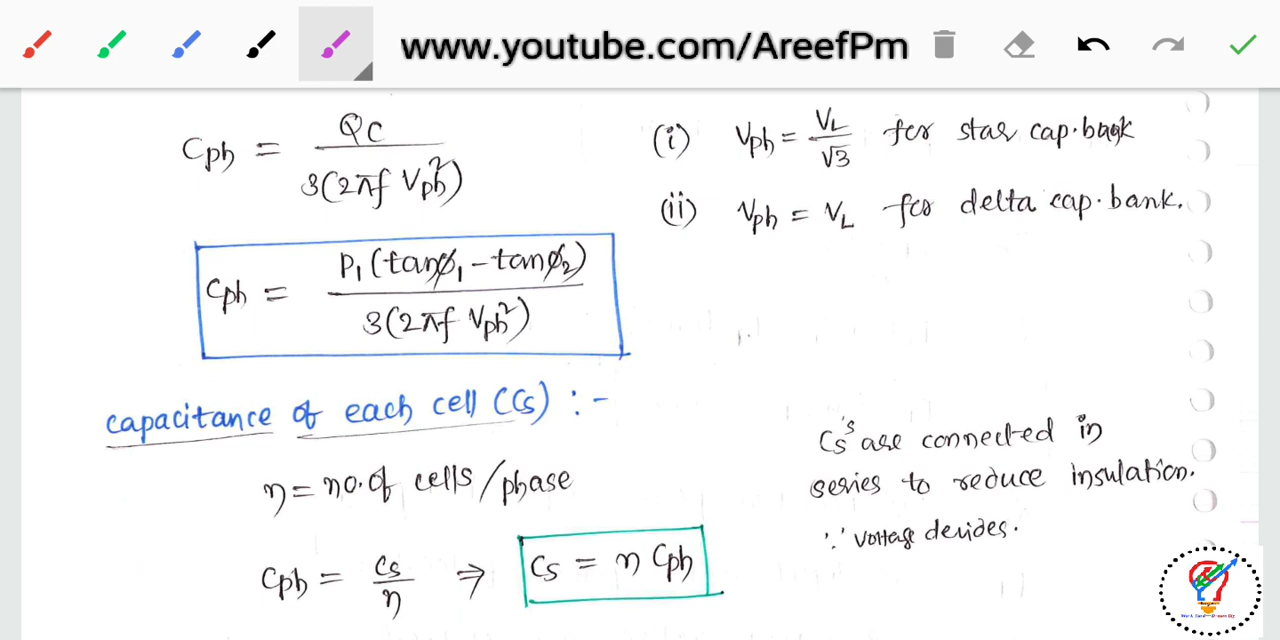 www.youtube.com/AreefPm
Cph = Qc / 3(2πf Vph²)
(i) Vph = VL/√3 for star cap.bank
(ii) Vph = VL for delta cap.bank.
Cph = P₁(tanϕ₁ - tanϕ₂) / 3(2πf Vph²)
capacitance of each cell (Cs) :-
n = no.of cells/phase
Cs's are connected in
series to reduce insulation.
∵ voltage devides.
Cph = Cs/n ⇒ Cs = n Cph